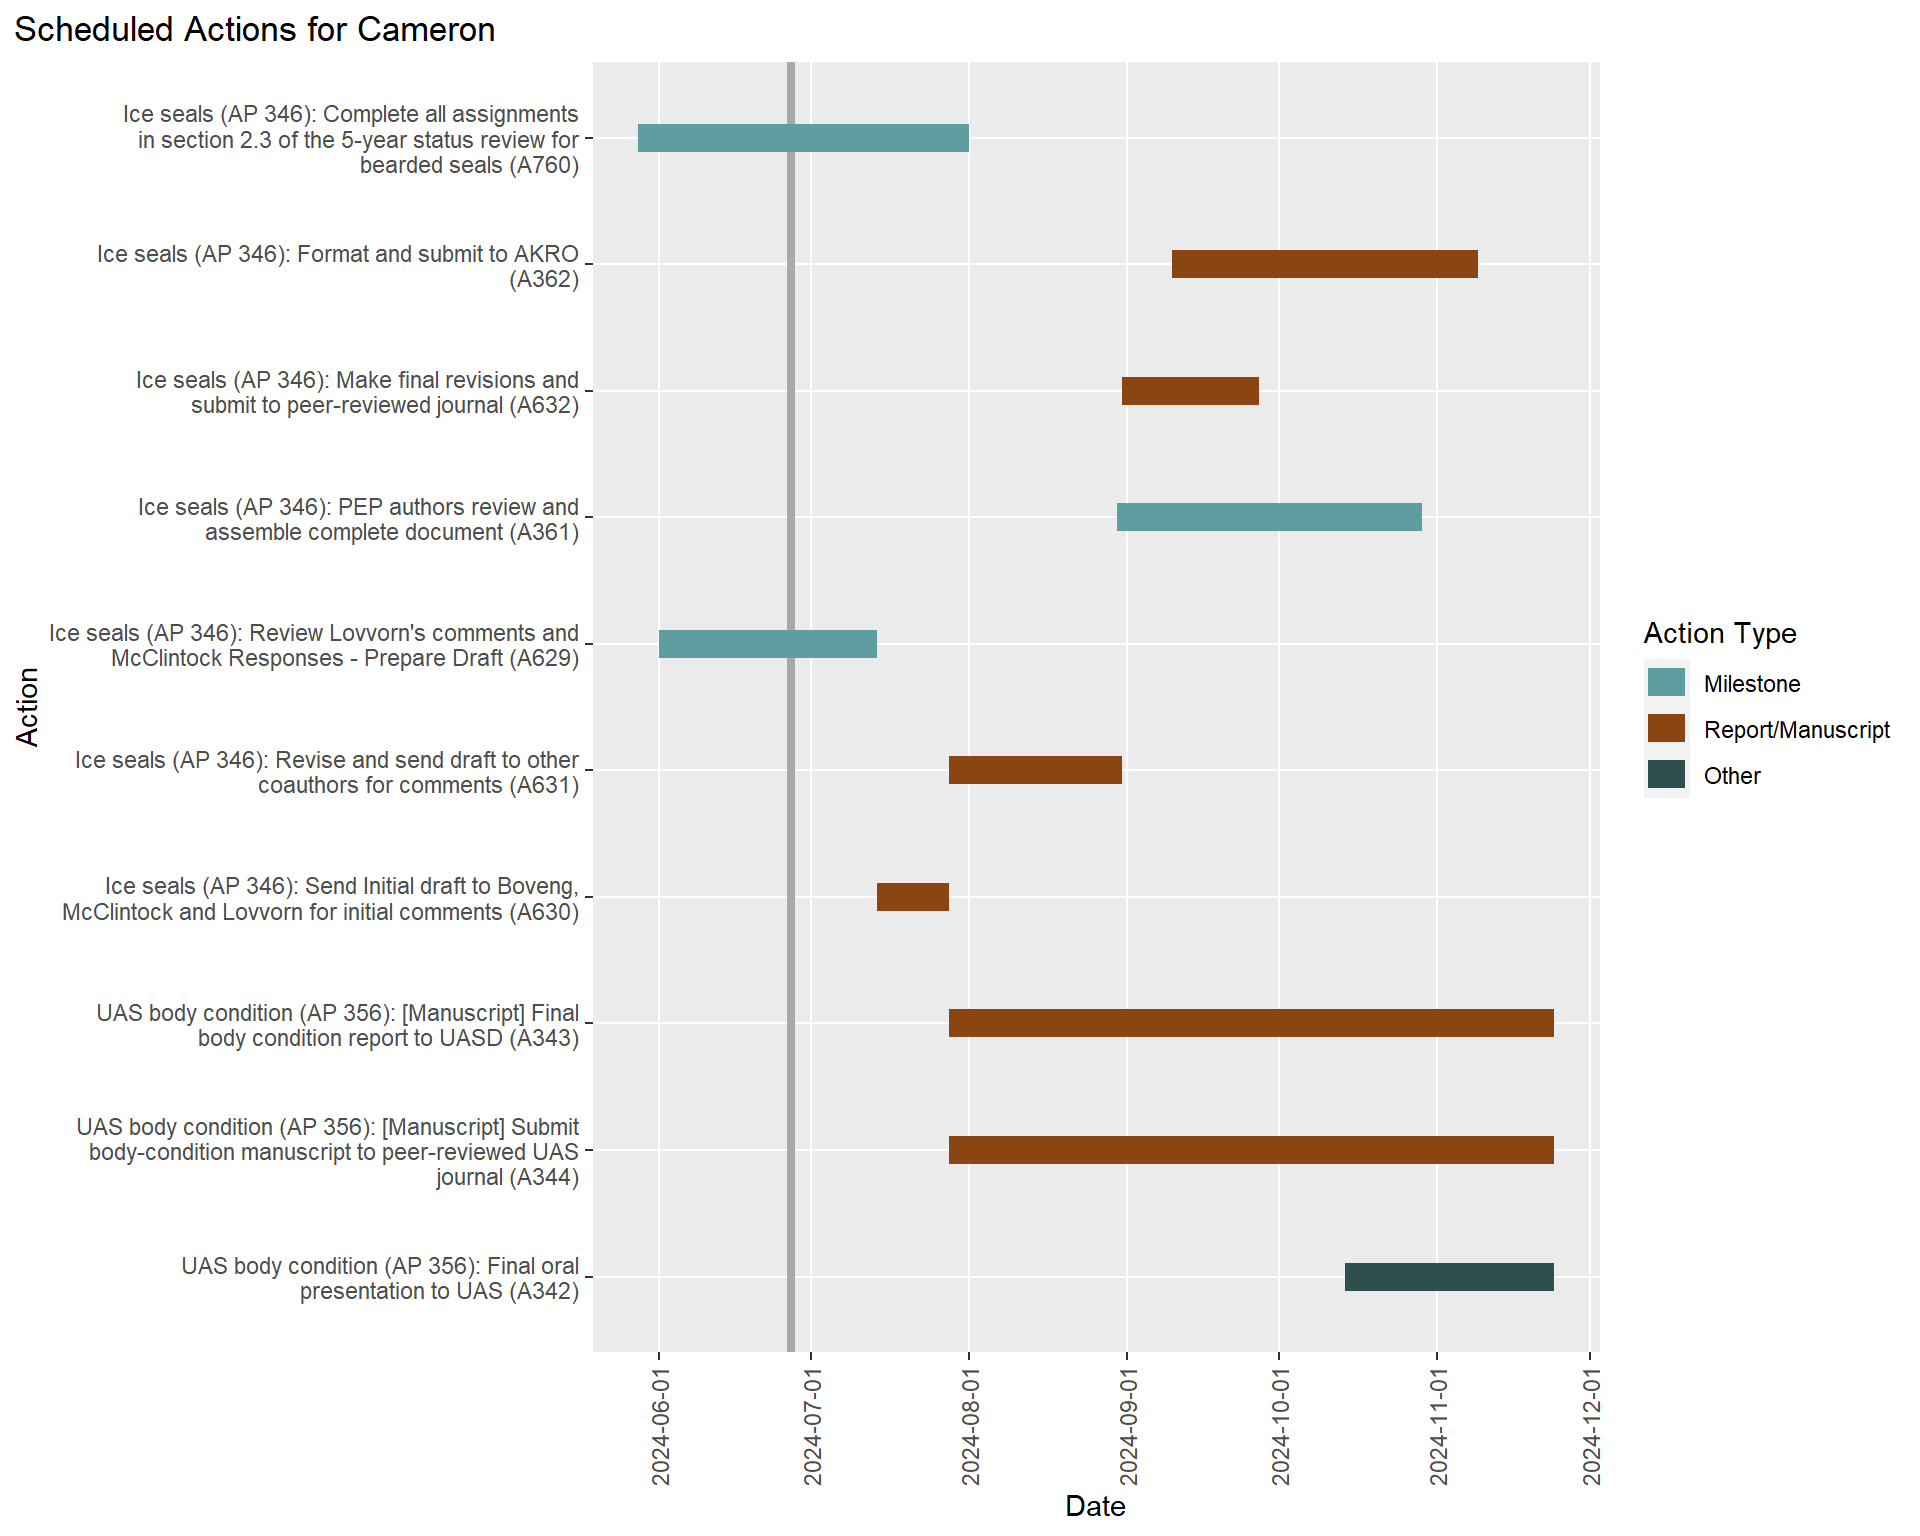 Scheduled Actions for Cameron
Ice seals (AP 346): Complete all assignments
in section 2.3 of the 5-year status review for
bearded seals (A760)
Ice seals (AP 346): Format and submit to AKRO
(A362)
Ice seals (AP 346): Make final revisions and
submit to peer-reviewed journal (A632)
Ice seals (AP 346): PEP authors review and
assemble complete document (A361)
Ice seals (AP 346): Review Lovvorn's comments and
McClintock Responses - Prepare Draft (A629)
Ice seals (AP 346): Revise and send draft to other
coauthors for comments (A631)
Ice seals (AP 346): Send Initial draft to Boveng,
McClintock and Lovvorn for initial comments (A630)
UAS body condition (AP 356): [Manuscript] Final
body condition report to UASD (A343)
UAS body condition (AP 356): [Manuscript] Submit
body-condition manuscript to peer-reviewed UAS
journal (A344)
UAS body condition (AP 356): Final oral
presentation to UAS (A342)
Action
2024-06-01
2024-07-01
2024-08-01
2024-09-01
2024-10-01
2024-11-01
2024-12-01
Date
Action Type
Milestone
Report/Manuscript
Other